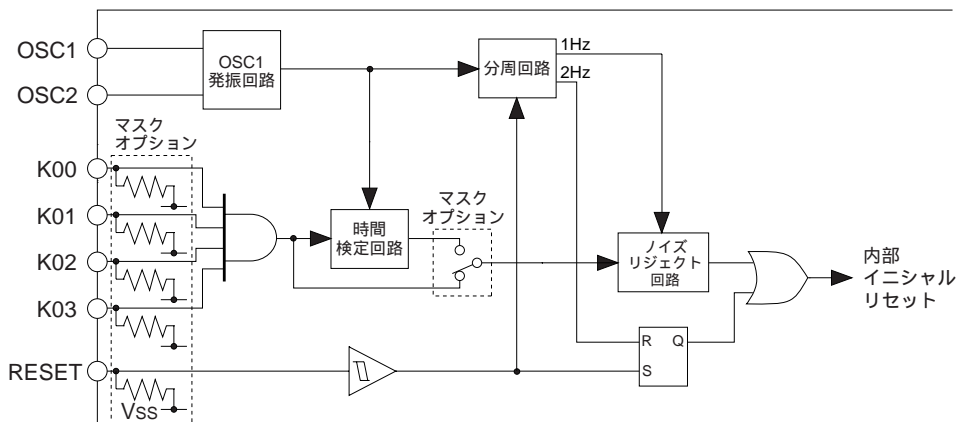 OSC1
OSC2
OSC1
発振回路
分周回路
1Hz
2Hz
マスク
オプション
K00
K01
K02
K03
時間
検定回路
マスク
オプション
ノイズ
リジェクト
回路
内部
イニシャル
リセット
R Q
S
RESET
VSS